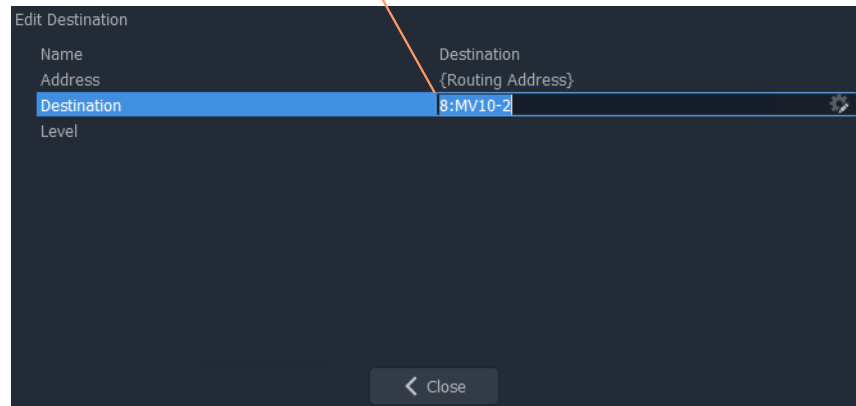 Edit Destination
Name Destination
Address {Routing Address}
Destination 8:MV10-2
Level
Close